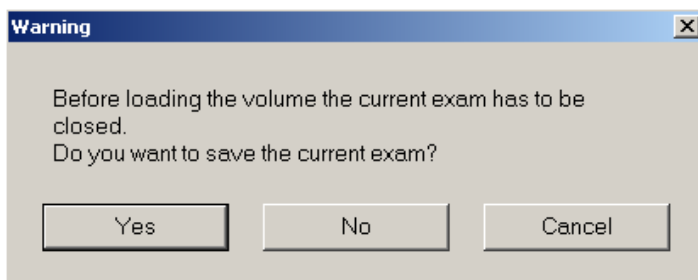 Warning
Before loading the volume the current exam has to be
closed.
Do you want to save the current exam?
Yes No Cancel